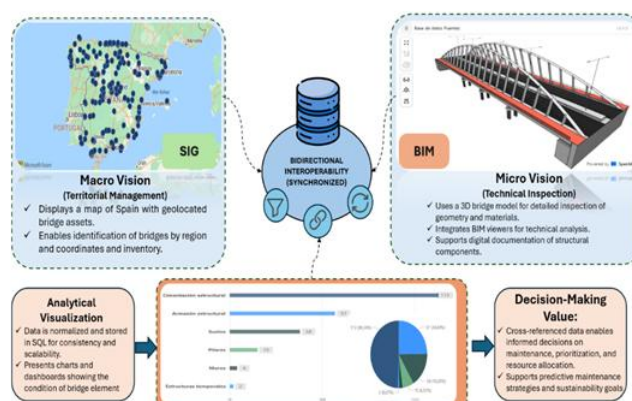 SIG
Macro Vision
(Territorial Management)
✓ Displays a map of Spain with geolocated
bridge assets.
✓ Enables identification of bridges by region
and coordinates and inventory.
BIDIRECTIONAL
INTEROPERABILITY
(SYNCHRONIZED)
BIM
Micro Vision
(Technical Inspection)
✓ Uses a 3D bridge model for detailed inspection of
geometry and materials.
✓ Integrates BIM viewers for technical analysis.
✓ Supports digital documentation of structural
components.
Analytical
Visualization
✓ Data is normalized and stored
in SQL for consistency and
scalability.
✓ Presents charts and
dashboards showing the
condition of bridge element
Cimentación estructural
Armazón estructural
Suelos
Pilares
Muros
Estructuras temporales
Decision-Making
Value:
✓ Cross-referenced data enables
informed decisions on
maintenance, prioritization, and
resource allocation.
✓ Supports predictive maintenance
strategies and sustainability goals